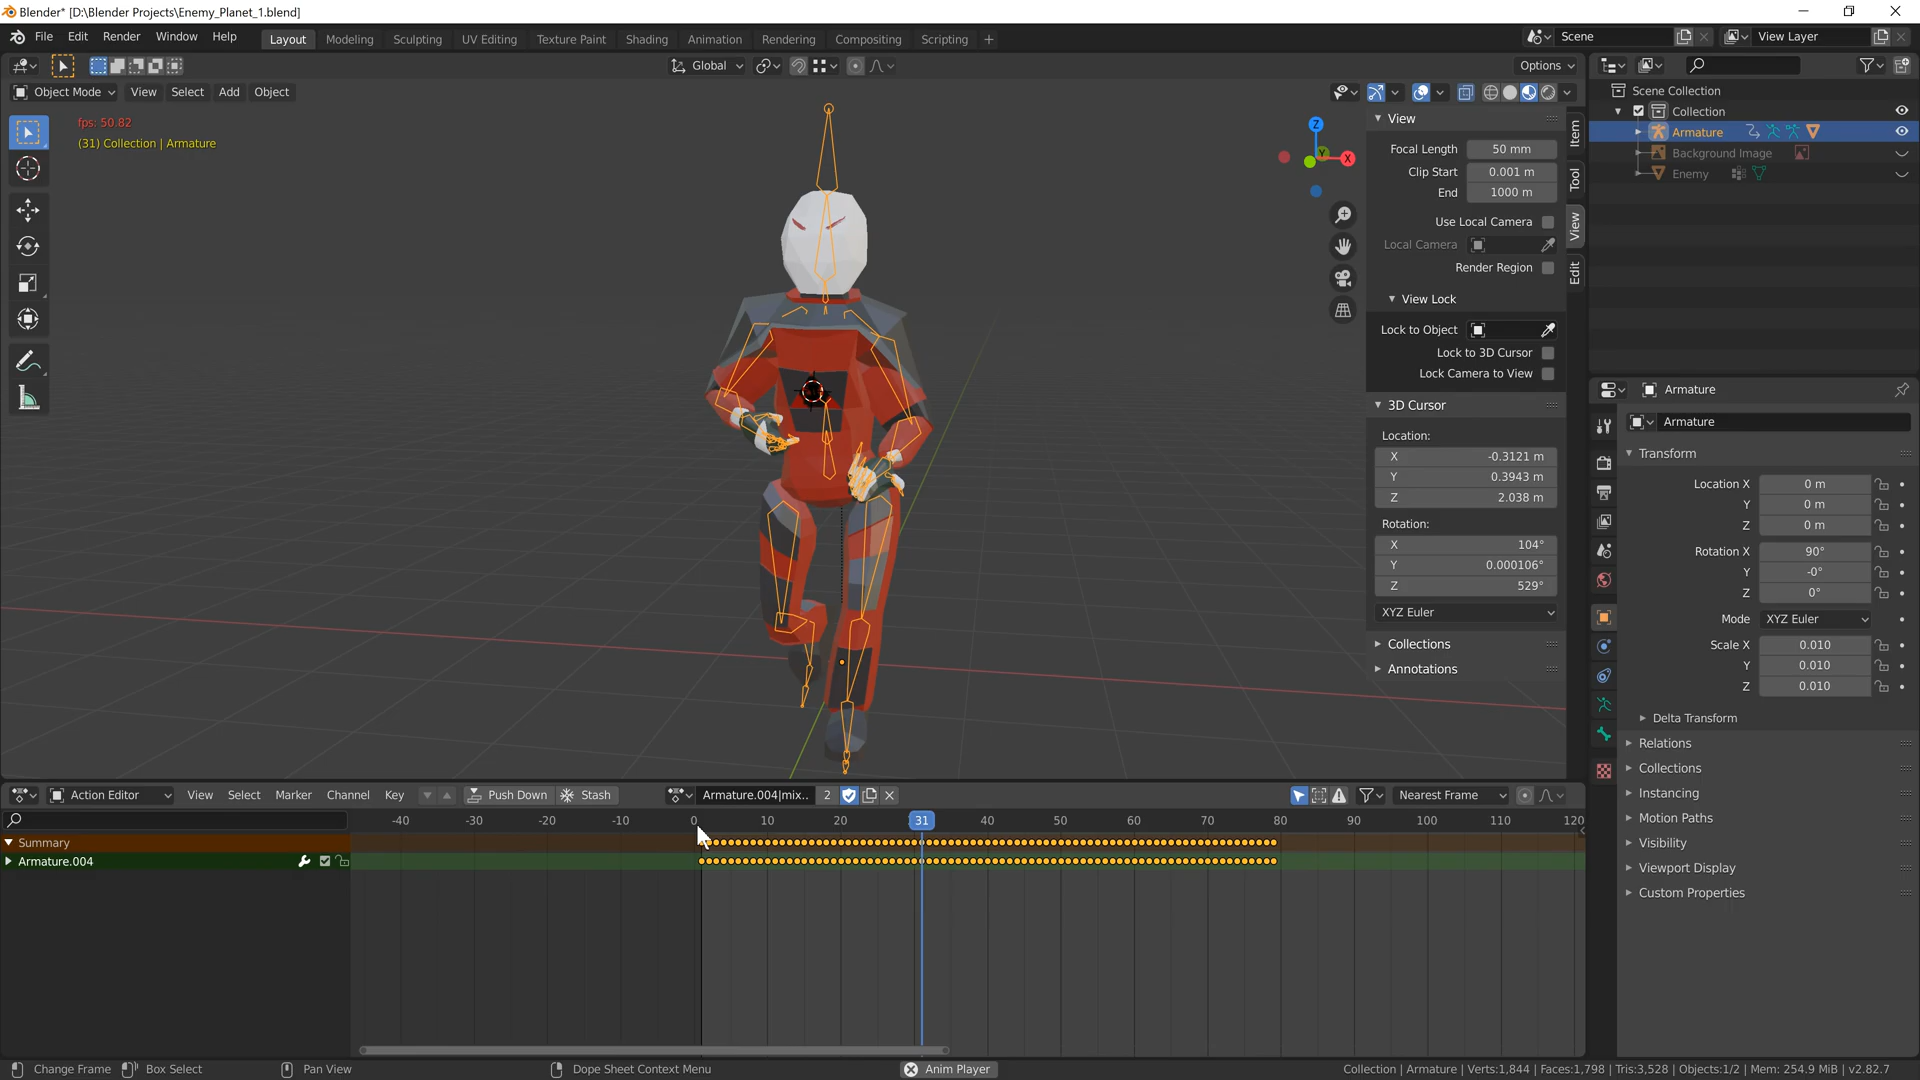 Blender* [D:\Blender Projects\Enemy_Planet_1.blend]
File Edit Render Window Help
Layout Modeling Sculpting UV Editing Texture Paint Shading Animation Rendering Compositing Scripting +
Scene
View Layer
Global
Options
Object Mode View Select Add Object
fps: 50.82
(31) Collection | Armature
Z
X
Y
View
Focal Length 50 mm
Clip Start 0.001 m
End 1000 m
Use Local Camera
Local Camera
Render Region
View Lock
Lock to Object
Lock to 3D Cursor
Lock Camera to View
3D Cursor
Location:
X -0.3121 m
Y 0.3943 m
Z 2.038 m
Rotation:
X 104°
Y 0.000106°
Z 529°
XYZ Euler
Collections
Annotations
Item
Tool
View
Edit
Scene Collection
Collection
Armature
Background Image
Enemy
Armature
Armature
Transform
Location X 0 m
Y 0 m
Z 0 m
Rotation X 90°
Y -0°
Z 0°
Mode XYZ Euler
Scale X 0.010
Y 0.010
Z 0.010
Delta Transform
Relations
Collections
Instancing
Motion Paths
Visibility
Viewport Display
Custom Properties
Action Editor View Select Marker Channel Key Push Down Stash Armature.004|mix.. 2 Nearest Frame
-40 -30 -20 -10 0 10 20 31 40 50 60 70 80 90 100 110 120
Summary
Armature.004
Change Frame Box Select Pan View Dope Sheet Context Menu Anim Player Collection | Armature | Verts:1,844 | Faces:1,798 | Tris:3,528 | Objects:1/2 | Mem: 254.9 MiB | v2.82.7